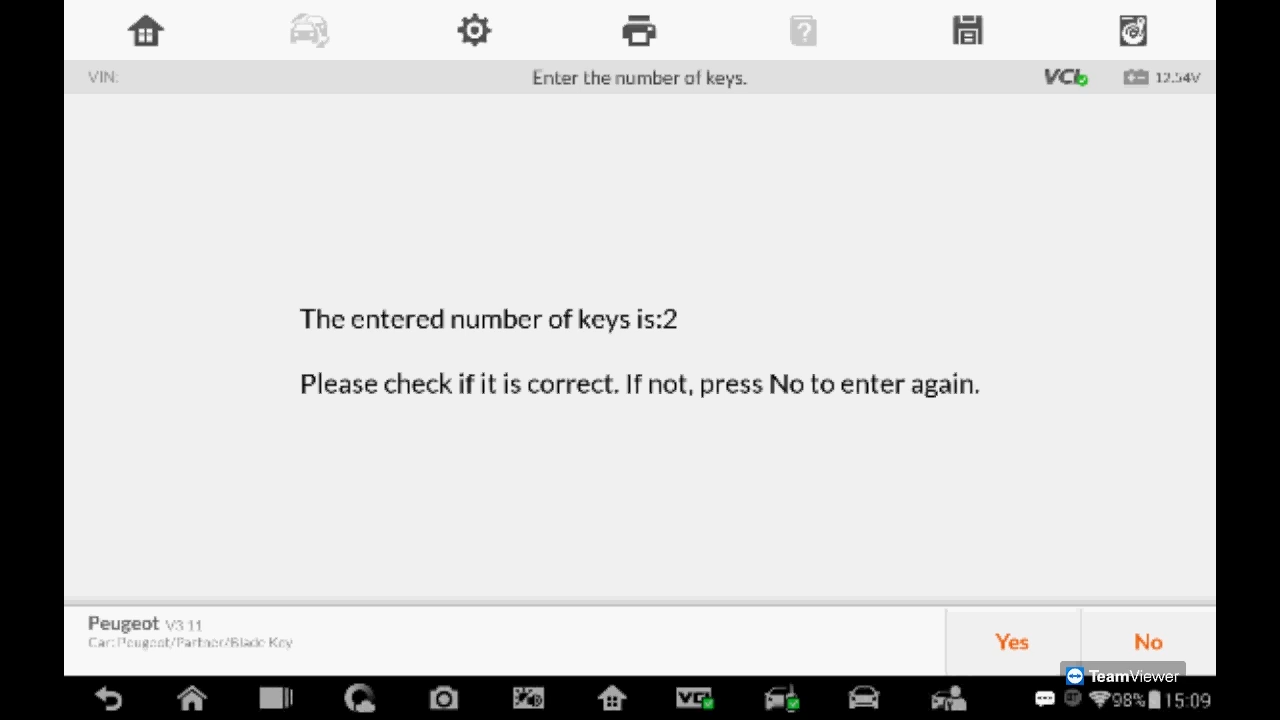 VIN:
Enter the number of keys.
VCI
12.54V
The entered number of keys is:2
Please check if it is correct. If not, press No to enter again.
Peugeot V3.11
Car: Peugeot/Partner/Blade Key
Yes
No
TeamViewer
98%
15:09